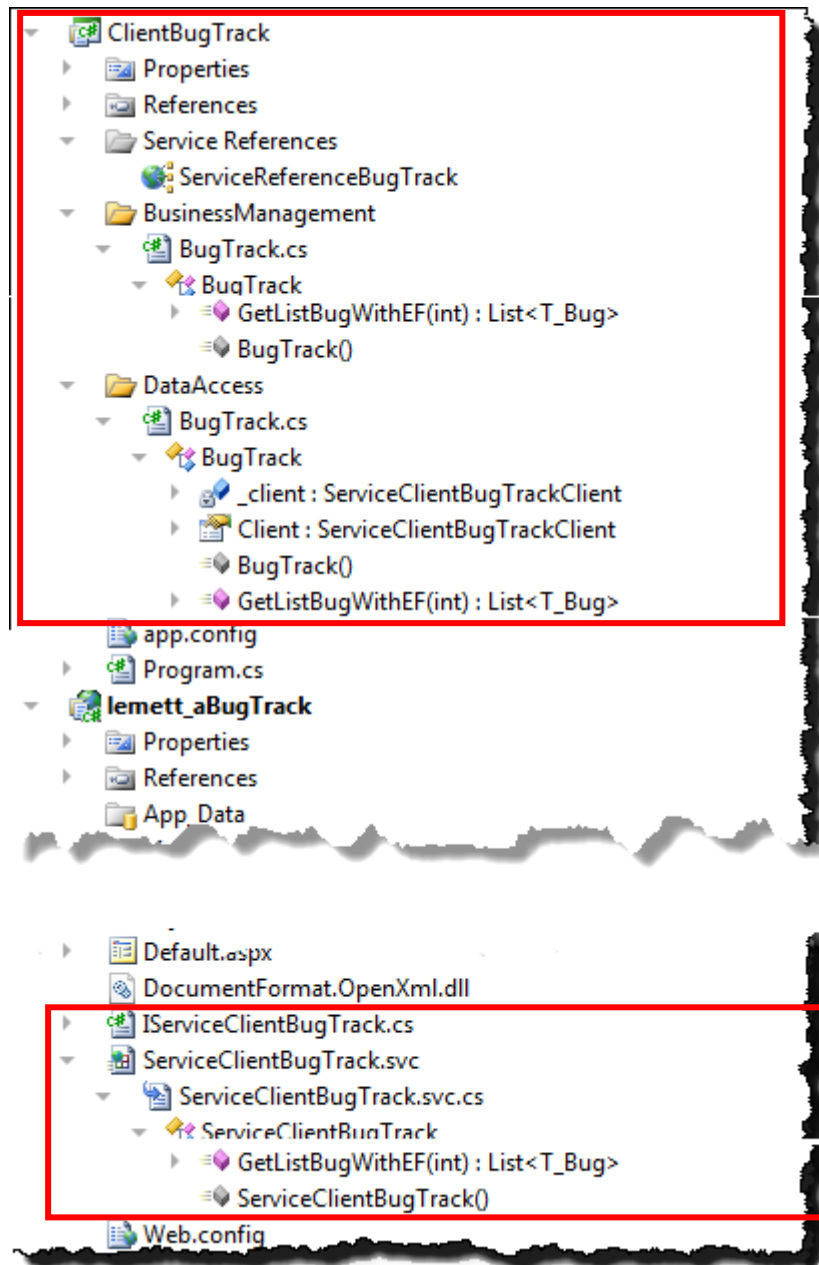 ClientBugTrack
Properties
References
Service References
ServiceReferenceBugTrack
BusinessManagement
BugTrack.cs
BugTrack
GetListBugWithEF(int) : List<T_Bug>
BugTrack()
DataAccess
BugTrack.cs
BugTrack
_client : ServiceClientBugTrackClient
Client : ServiceClientBugTrackClient
BugTrack()
GetListBugWithEF(int) : List<T_Bug>
app.config
Program.cs
lemett_aBugTrack
Properties
References
App_Data
Default.aspx
DocumentFormat.OpenXml.dll
IServiceClientBugTrack.cs
ServiceClientBugTrack.svc
ServiceClientBugTrack.svc.cs
ServiceClientBugTrack
GetListBugWithEF(int) : List<T_Bug>
ServiceClientBugTrack()
Web.config